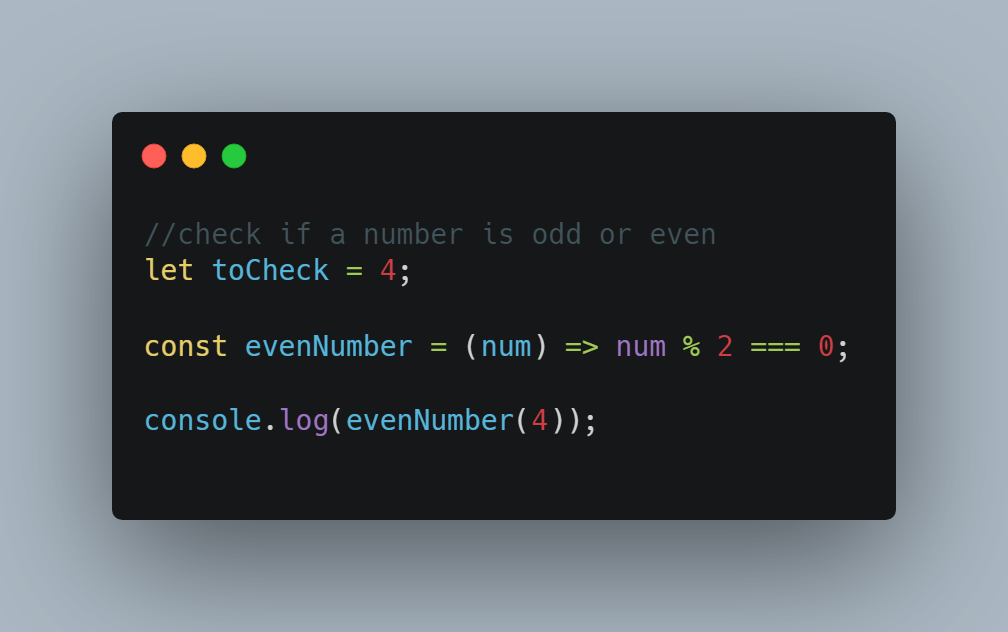 //check if a number is odd or even
let toCheck = 4;
const evenNumber = (num) => num % 2 === 0;
console.log(evenNumber(4));